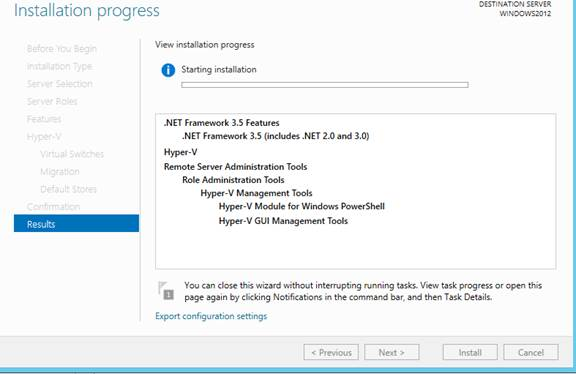 Installation progress
DESTINATION SERVER
WINDOWS2012
Before You Begin
Installation Type
Server Selection
Server Roles
Features
Hyper-V
Virtual Switches
Migration
Default Stores
Confirmation
Results
View installation progress
Starting installation
.NET Framework 3.5 Features
.NET Framework 3.5 (includes .NET 2.0 and 3.0)
Hyper-V
Remote Server Administration Tools
Role Administration Tools
Hyper-V Management Tools
Hyper-V Module for Windows PowerShell
Hyper-V GUI Management Tools
1
You can close this wizard without interrupting running tasks. View task progress or open this
page again by clicking Notifications in the command bar, and then Task Details.
Export configuration settings
< Previous
Next >
Install
Cancel